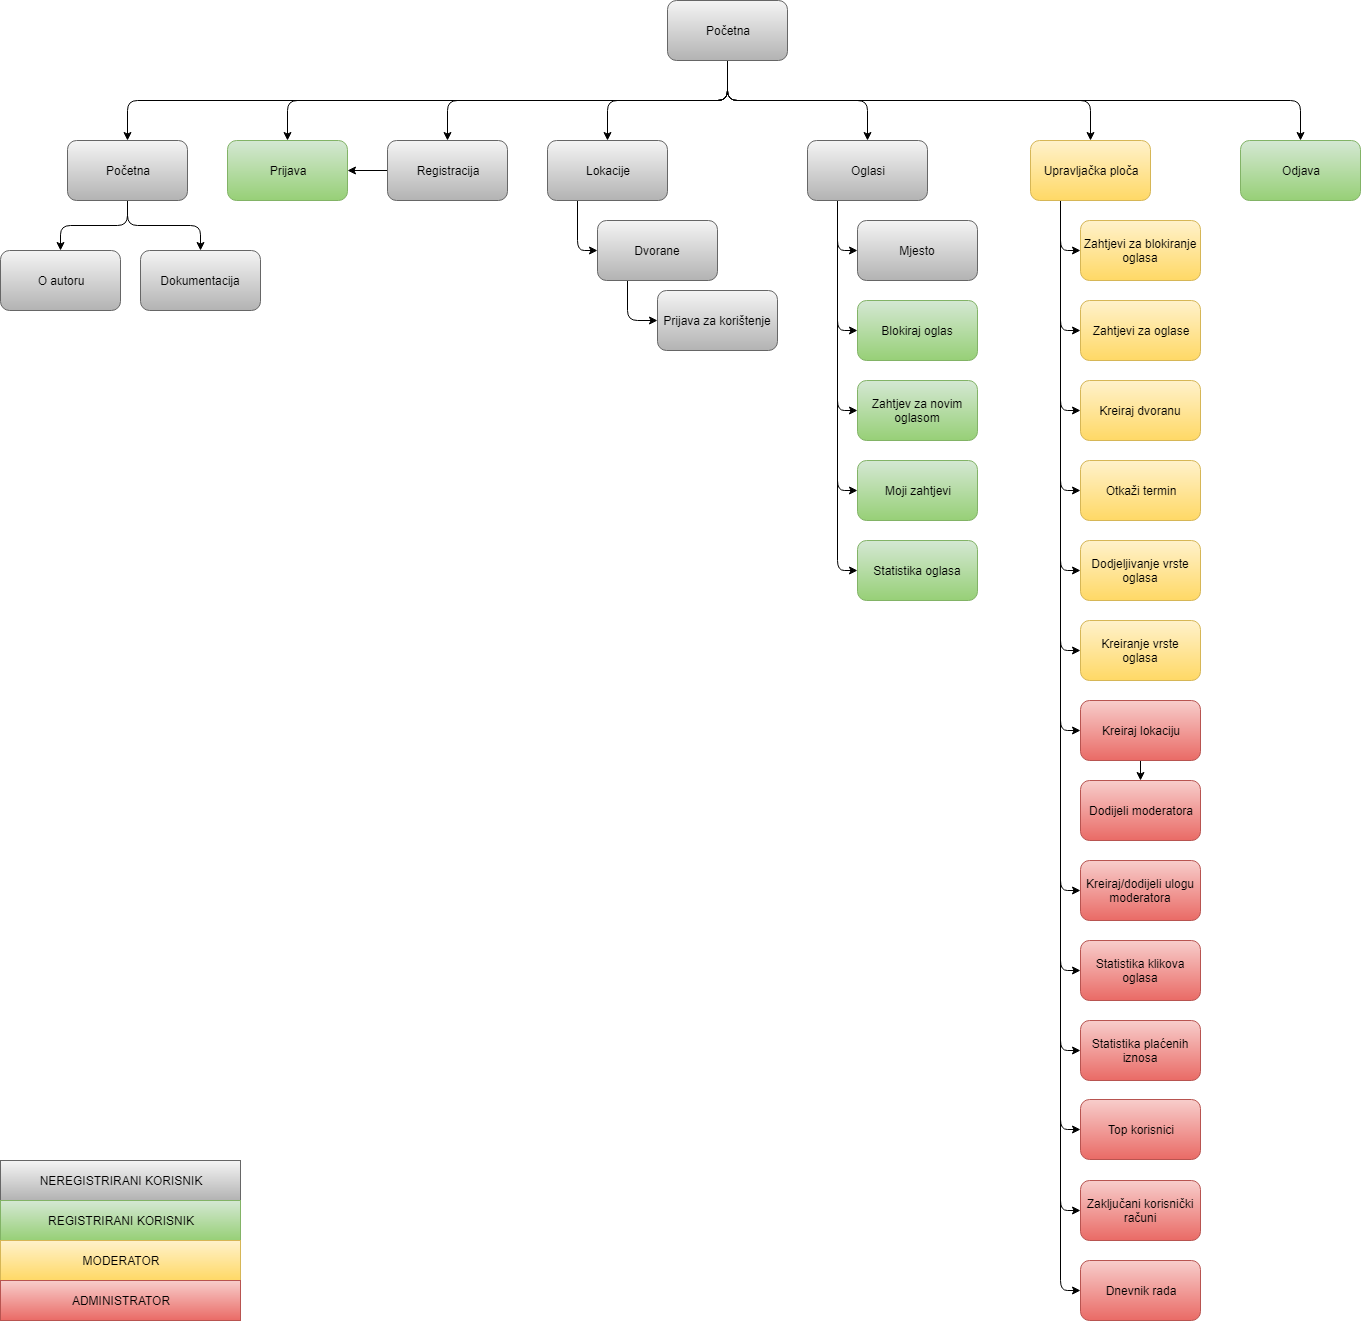 Početna
Početna
Prijava
Registracija
Lokacije
Oglasi
Upravljačka ploča
Odjava
O autoru
Dokumentacija
Dvorane
Prijava za korištenje
Mjesto
Blokiraj oglas
Zahtjev za novim
oglasom
Moji zahtjevi
Statistika oglasa
Zahtjevi za blokiranje
oglasa
Zahtjevi za oglase
Kreiraj dvoranu
Otkaži termin
Dodjeljivanje vrste
oglasa
Kreiranje vrste
oglasa
Kreiraj lokaciju
Dodijeli moderatora
Kreiraj/dodijeli ulogu
moderatora
Statistika klikova
oglasa
Statistika plaćenih
iznosa
Top korisnici
Zaključani korisnički
računi
Dnevnik rada
NEREGISTRIRANI KORISNIK
REGISTRIRANI KORISNIK
MODERATOR
ADMINISTRATOR